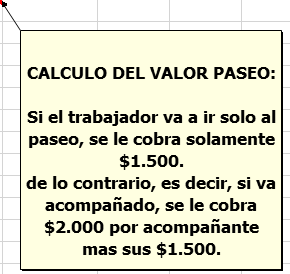 CALCULO DEL VALOR PASEO:
Si el trabajador va a ir solo al
paseo, se le cobra solamente
$1.500.
de lo contrario, es decir, si va
acompañado, se le cobra
$2.000 por acompañante
mas sus $1.500.